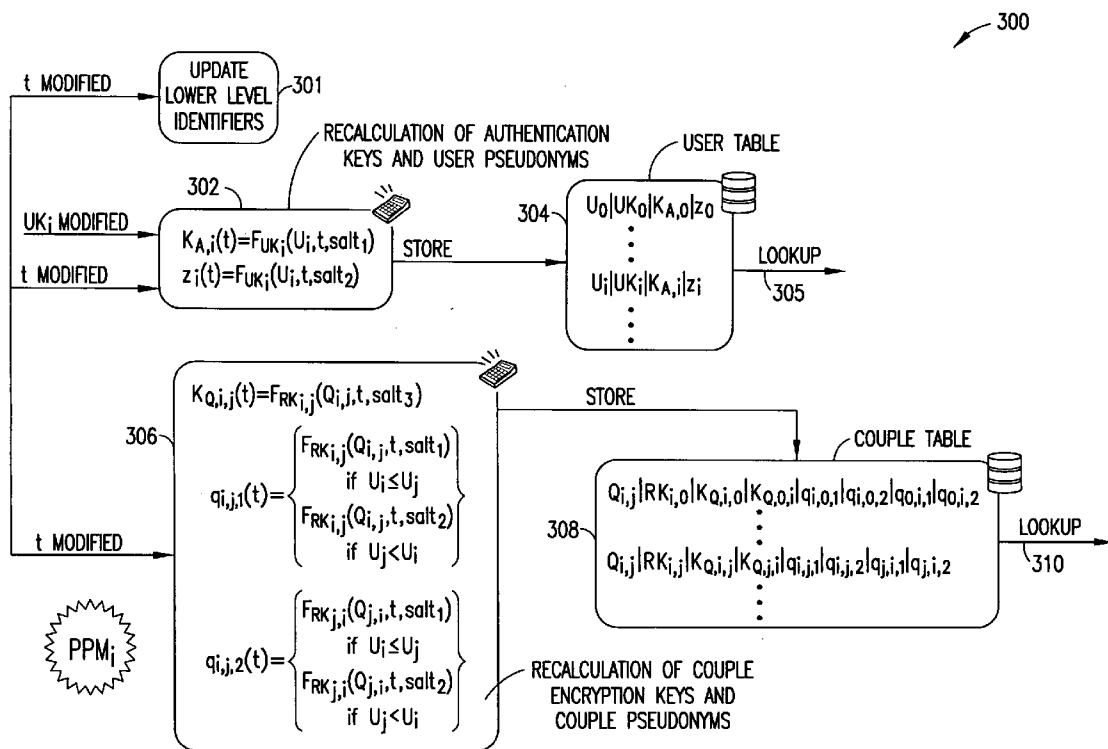 300
t MODIFIED
UPDATE
LOWER LEVEL
IDENTIFIERS
301
RECALCULATION OF AUTHENTICATION
KEYS AND USER PSEUDONYMS
302
UKi MODIFIED
t MODIFIED
KA,i(t)=FUKi(Ui,t,salt1)
zi(t)=FUKi(Ui,t,salt2)
STORE
USER TABLE
304
U0|UK0|KA,0|z0
Ui|UKi|KA,i|zi
LOOKUP
305
306
t MODIFIED
KQ,i,j(t)=FRKi,j(Qi,j,t,salt3)
qi,j,1(t)=
FRKi,j(Qi,j,t,salt1)
if Ui≤Uj
FRKi,j(Qi,j,t,salt2)
if Uj<Ui
qi,j,2(t)=
FRKj,i(Qj,i,t,salt1)
if Ui≤Uj
FRKj,i(Qj,i,t,salt2)
if Uj<Ui
PPMi
RECALCULATION OF COUPLE
ENCRYPTION KEYS AND
COUPLE PSEUDONYMS
STORE
COUPLE TABLE
308
Qi,j|RKi,0|KQ,i,0|KQ,0,i|qi,0,1|qi,0,2|q0,i,1|q0,i,2
Qi,j|RKi,j|KQ,i,j|KQ,j,i|qi,j,1|qi,j,2|qj,i,1|qj,i,2
LOOKUP
310